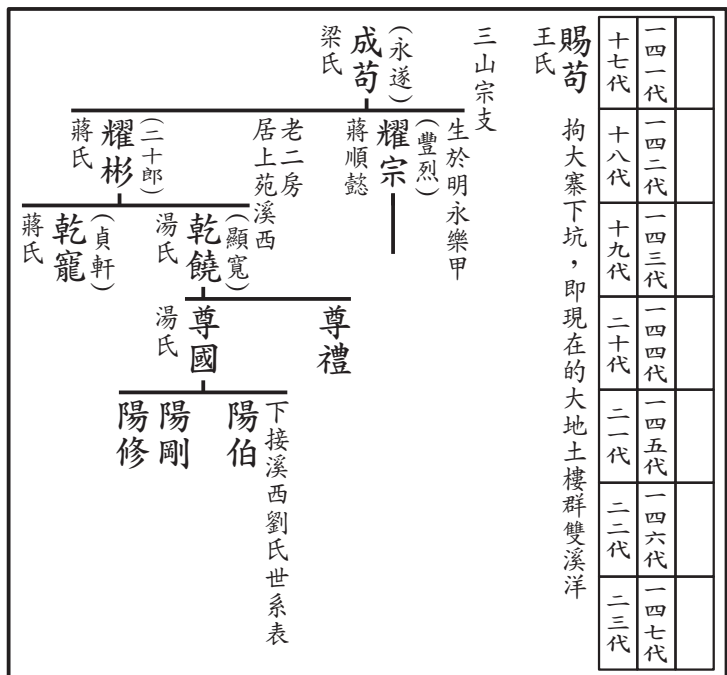 一四一代
一四二代
一四三代
一四四代
一四五代
一四六代
一四七代
十七代
十八代
十九代
二十代
二一代
二二代
二三代
賜苟
王氏
拘大寨下坑，即現在的大地土樓群雙溪洋
三山宗支
（永遂）
成苟
梁氏
生於明永樂甲
（豐烈）
耀宗
蔣順懿
老二房
居上苑溪西
（二十郎）
耀彬
蔣氏
（顯寬）
乾饒
湯氏
（貞軒）
乾寵
蔣氏
尊禮
尊國
湯氏
下接溪西劉氏世系表
陽伯
陽剛
陽修